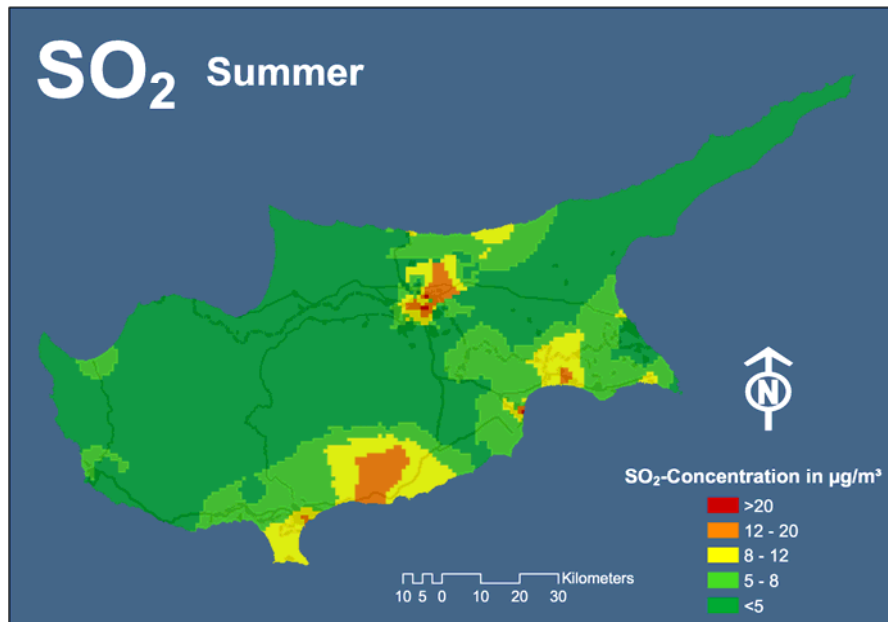 SO₂ Summer
N
SO₂-Concentration in µg/m³
>20
12 - 20
8 - 12
5 - 8
<5
Kilometers
10 5 0 10 20 30